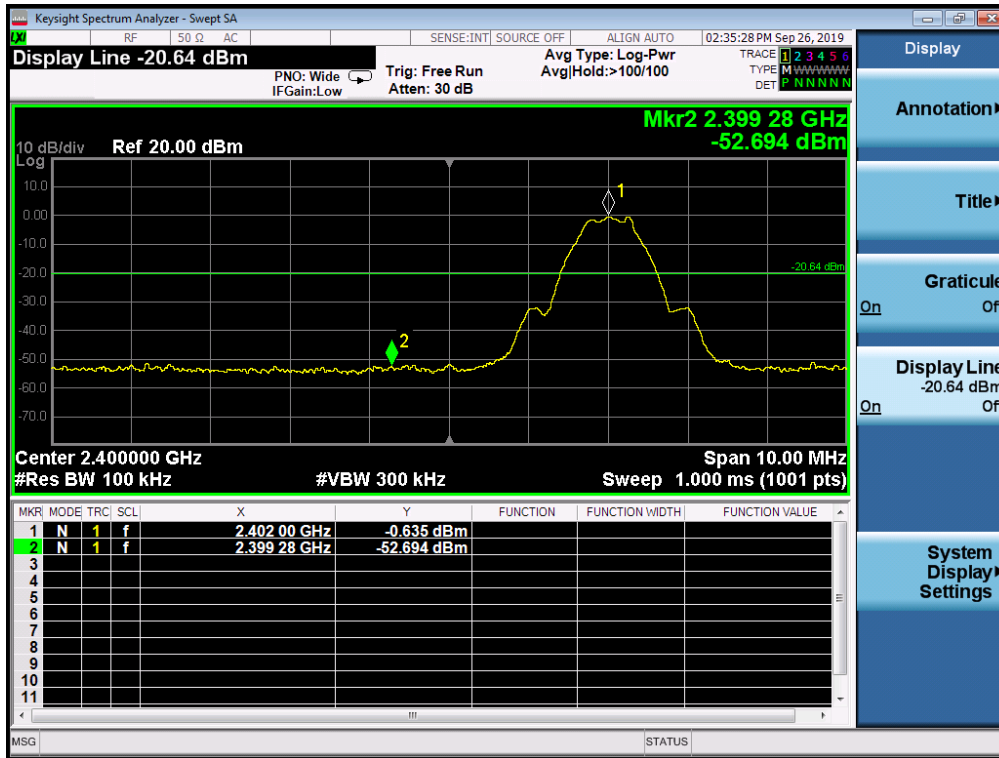 Keysight Spectrum Analyzer - Swept SA
LXI RF 50 Ω AC SENSE:INT SOURCE OFF ALIGN AUTO 02:35:28 PM Sep 26, 2019
Display Line -20.64 dBm
PNO: Wide
IFGain:Low
Trig: Free Run
Atten: 30 dB
Avg Type: Log-Pwr
Avg|Hold:>100/100
TRACE 1 2 3 4 5 6
TYPE M WWWWW
DET P N N N N N
Mkr2 2.399 28 GHz
-52.694 dBm
10 dB/div Ref 20.00 dBm
Log
10.0
0.00
-10.0
-20.0
-30.0
-40.0
-50.0
-60.0
-70.0
1
2
-20.64 dBm
Center 2.400000 GHz Span 10.00 MHz
#Res BW 100 kHz #VBW 300 kHz Sweep 1.000 ms (1001 pts)
MKR MODE TRC SCL X Y FUNCTION FUNCTION WIDTH FUNCTION VALUE
1 N 1 f 2.402 00 GHz -0.635 dBm
2 N 1 f 2.399 28 GHz -52.694 dBm
3
4
5
6
7
8
9
10
11
MSG STATUS
Display
Annotation
Title
Graticule
On Of
Display Line
-20.64 dBm
On Of
System
Display
Settings